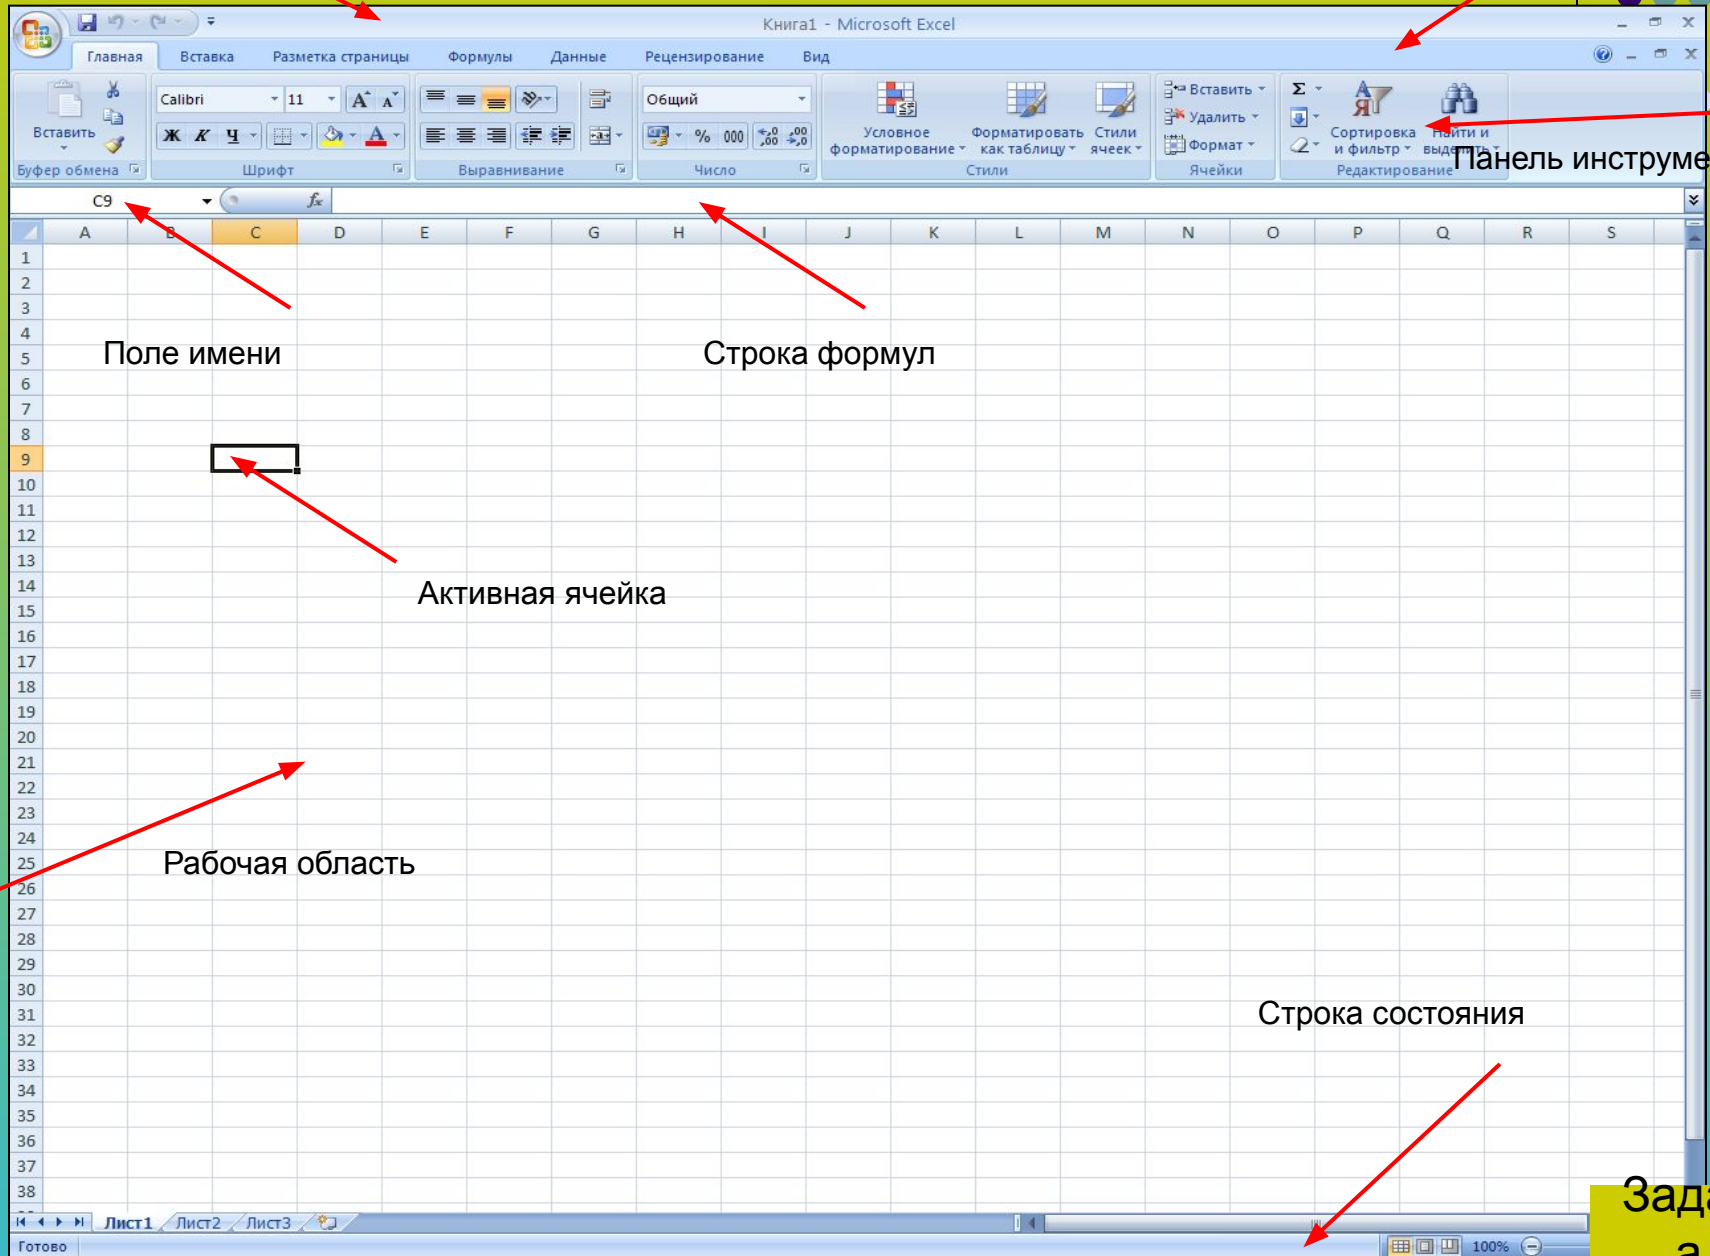 Книга1 - Microsoft Excel
Главная Вставка Разметка страницы Формулы Данные Рецензирование Вид
Вставить
Calibri 11
Ж К Ч
Общий
% 000
Условное форматирование
Форматировать как таблицу
Стили ячеек
Вставить
Удалить
Формат
Σ
Сортировка и фильтр
Найти и выделить
Буфер обмена Шрифт Выравнивание Число Стили Ячейки Редактирование
Панель инструме
C9 fx
A B C D E F G H I J K L M N O P Q R S
1
2
3
4
5
6
7
8
9
10
11
12
13
14
15
16
17
18
19
20
21
22
23
24
25
26
27
28
29
30
31
32
33
34
35
36
37
38
Поле имени
Строка формул
Активная ячейка
Рабочая область
Строка состояния
Зада
а
Лист1 Лист2 Лист3
Готово 100%